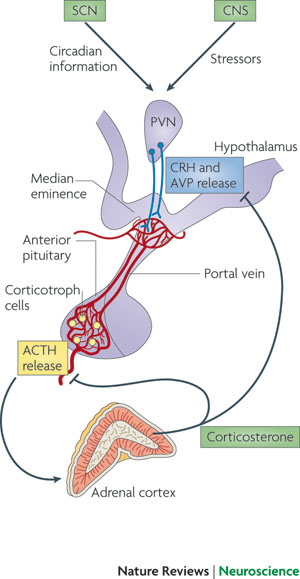 SCN
CNS
Circadian
information
Stressors
PVN
Hypothalamus
CRH and
AVP release
Median
eminence
Anterior
pituitary
Portal vein
Corticotroph
cells
ACTH
release
Corticosterone
Adrenal cortex
Nature Reviews | Neuroscience